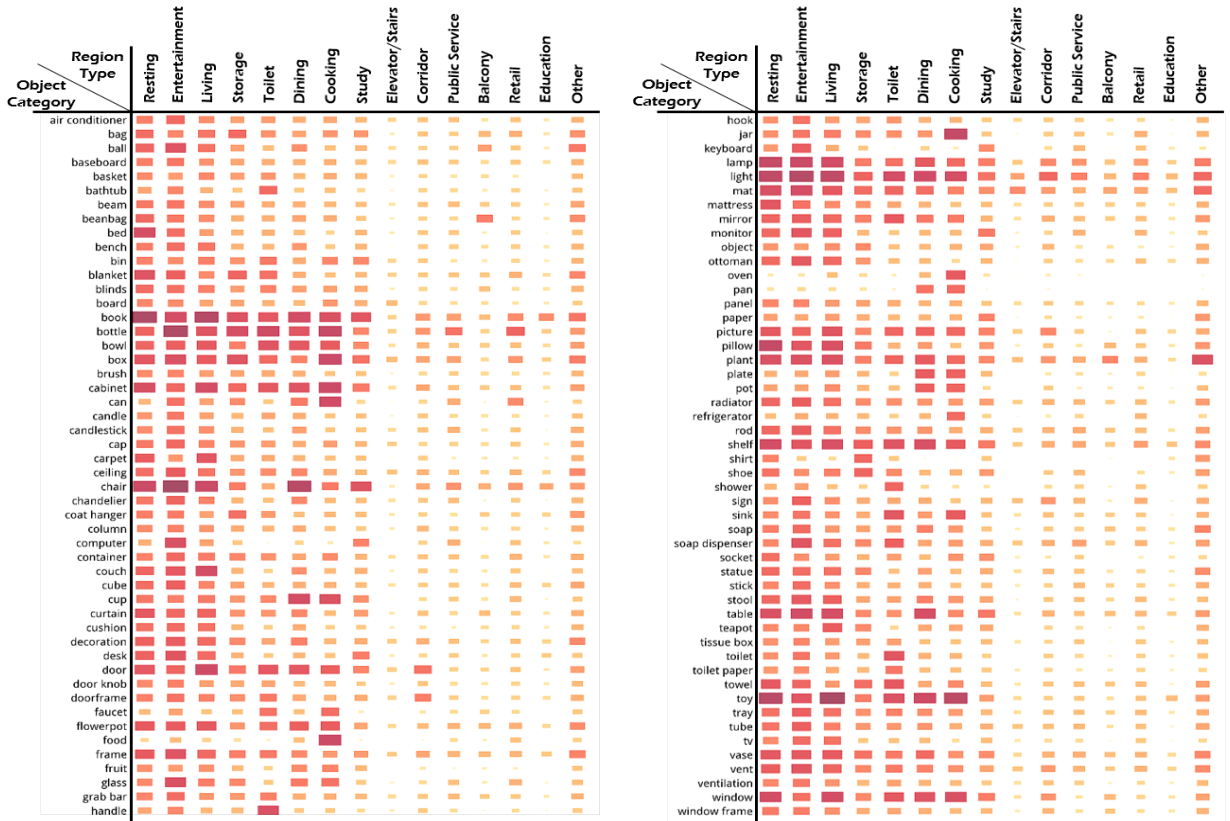 Region
Type
Object
Category
Resting
Entertainment
Living
Storage
Toilet
Dining
Cooking
Study
Elevator/Stairs
Corridor
Public Service
Balcony
Retail
Education
Other
air conditioner
bag
ball
baseboard
basket
bathtub
beam
beanbag
bed
bench
bin
blanket
blinds
board
book
bottle
bowl
box
brush
cabinet
can
candle
candlestick
cap
carpet
ceiling
chair
chandelier
coat hanger
column
computer
container
couch
cube
cup
curtain
cushion
decoration
desk
door
door knob
doorframe
faucet
flowerpot
food
frame
fruit
glass
grab bar
handle
Region
Type
Object
Category
Resting
Entertainment
Living
Storage
Toilet
Dining
Cooking
Study
Elevator/Stairs
Corridor
Public Service
Balcony
Retail
Education
Other
hook
jar
keyboard
lamp
light
mat
mattress
mirror
monitor
object
ottoman
oven
pan
panel
paper
picture
pillow
plant
plate
pot
radiator
refrigerator
rod
shelf
shirt
shoe
shower
sign
sink
soap
soap dispenser
socket
statue
stick
stool
table
teapot
tissue box
toilet
toilet paper
towel
toy
tray
tube
tv
vase
vent
ventilation
window
window frame